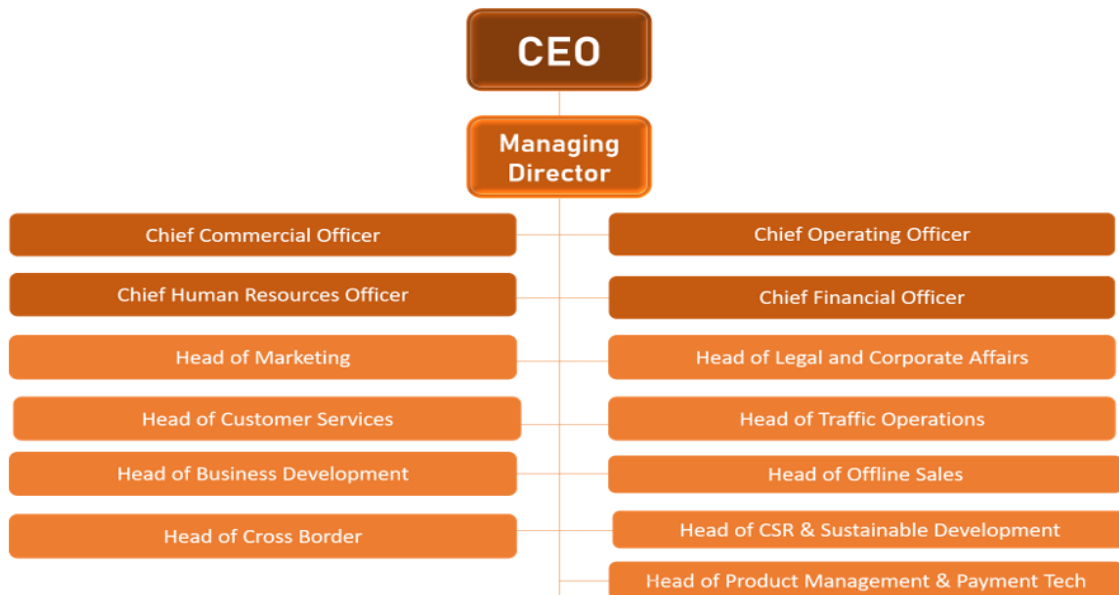 CEO
Managing
Director
Chief Commercial Officer
Chief Operating Officer
Chief Human Resources Officer
Chief Financial Officer
Head of Marketing
Head of Legal and Corporate Affairs
Head of Customer Services
Head of Traffic Operations
Head of Business Development
Head of Offline Sales
Head of Cross Border
Head of CSR & Sustainable Development
Head of Product Management & Payment Tech